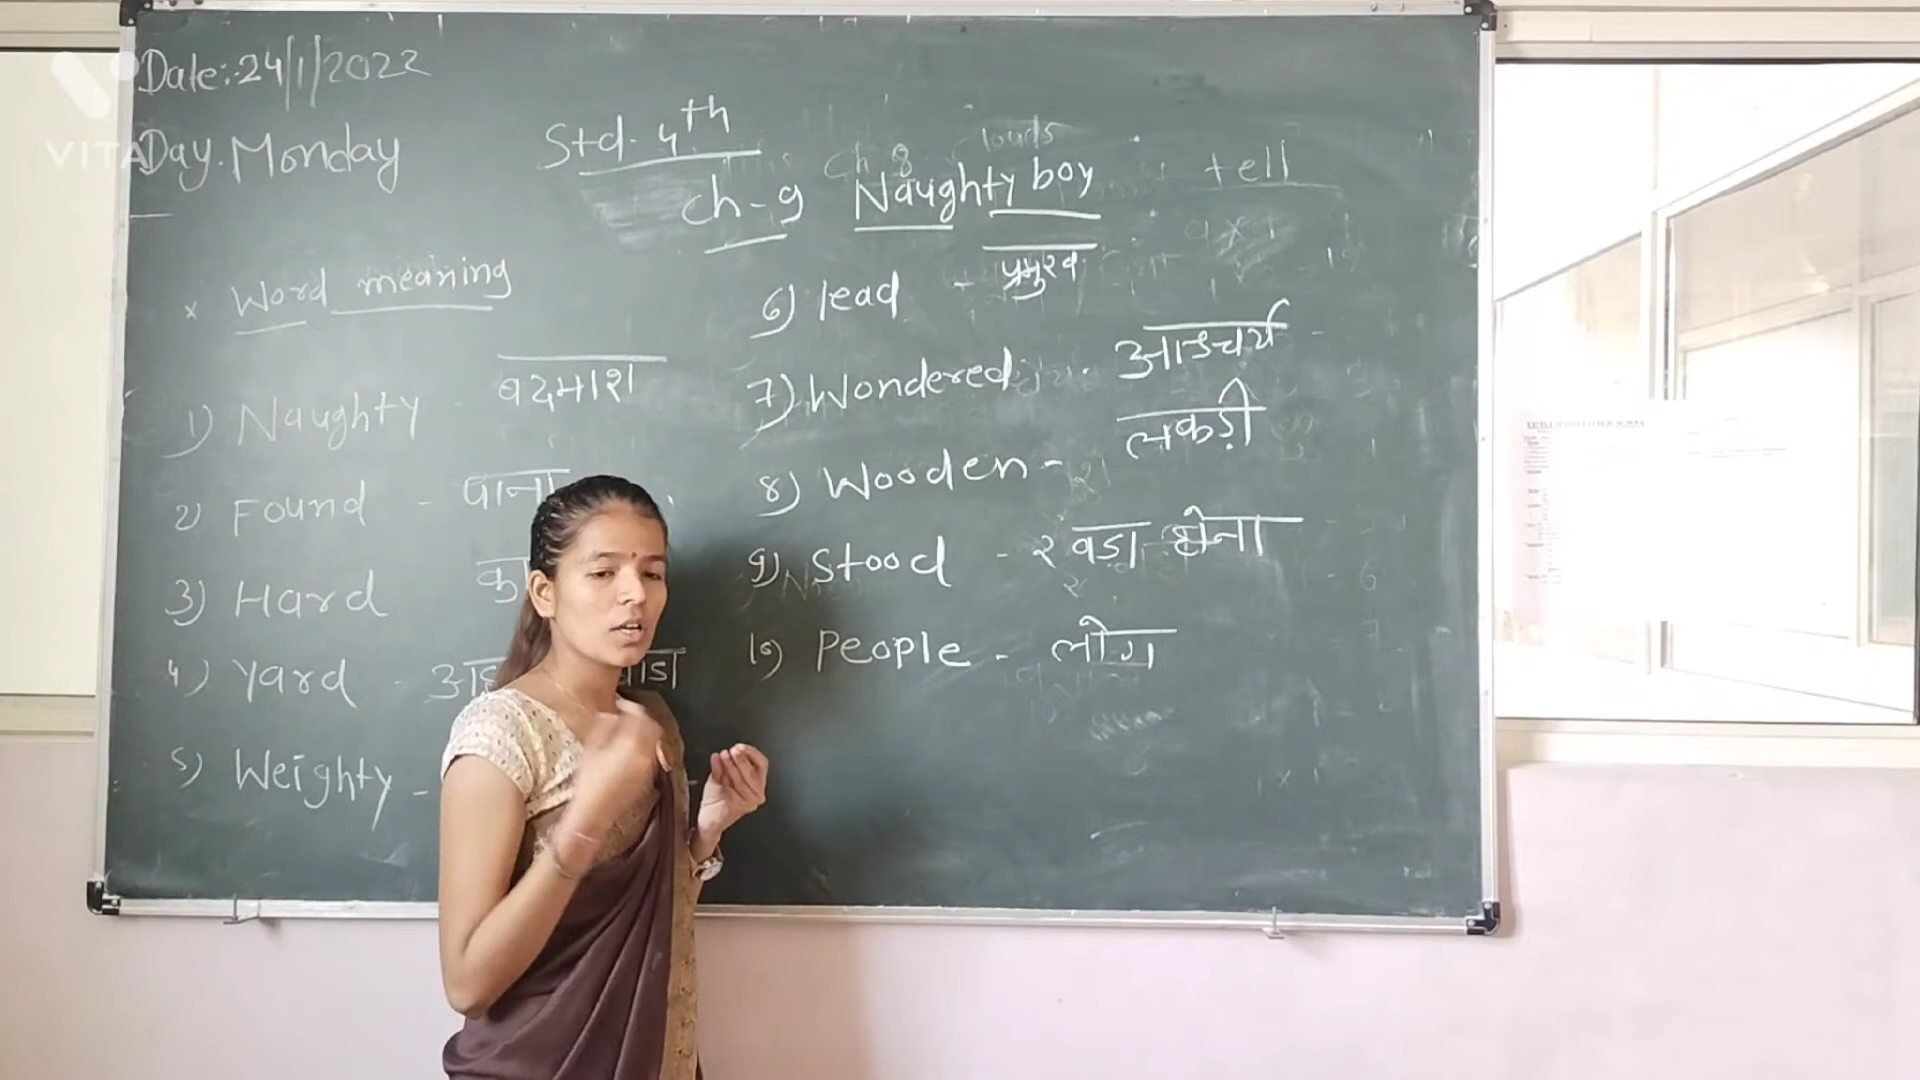 Date:- 24/1/2022
VITA
Day. Monday
Std. 4th
ch-9 Naughty boy
tell
x Word meaning
1) Naughty - बदमाश
2) Found - पाना
3) Hard
4) Yard -
5) Weighty -
6) lead - प्रमुख
7) Wondered - आश्चर्य
8) Wooden - लकड़ी
9) Stood - खड़ा होना
10) People - लोग